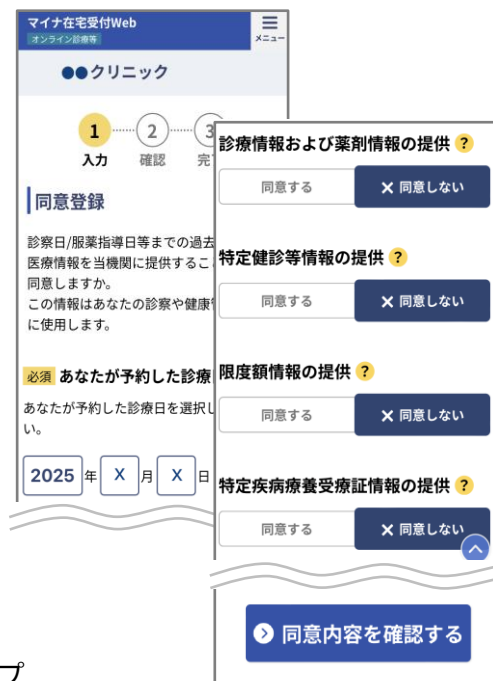 マイナ在宅受付Web
オンライン診療等
メニュー
●●クリニック
1 2 3
入力 確認 完
同意登録
診察日/服薬指導日等までの過去
医療情報を当機関に提供するこ
同意しますか。
この情報はあなたの診察や健康
に使用します。
必須 あなたが予約した診療
あなたが予約した診療日を選択し
い。
2025 年 X 月 X 日
診療情報および薬剤情報の提供 ?
同意する × 同意しない
特定健診等情報の提供 ?
同意する × 同意しない
限度額情報の提供 ?
同意する × 同意しない
特定疾病療養受療証情報の提供 ?
同意する × 同意しない
同意内容を確認する
プ